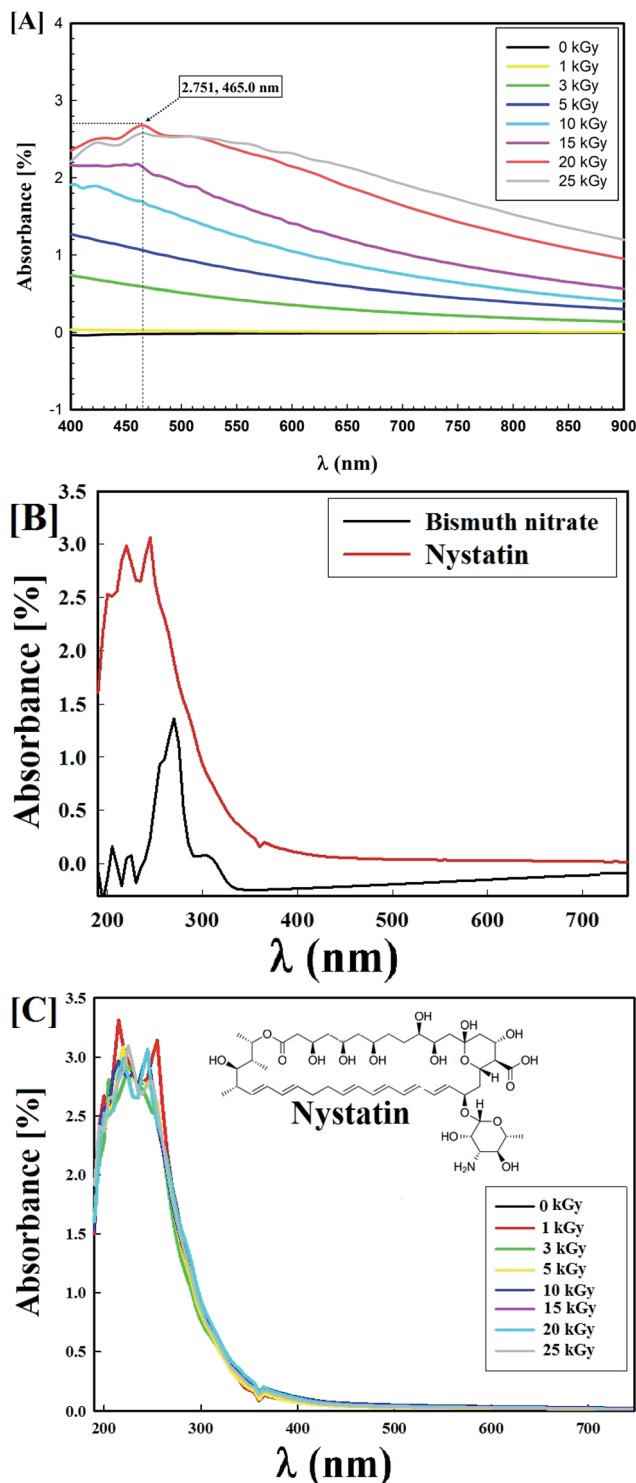 [A]
Absorbance [%]
4
3
2
1
0
-1
2.751, 465.0 nm
0 kGy
1 kGy
3 kGy
5 kGy
10 kGy
15 kGy
20 kGy
25 kGy
400 450 500 550 600 650 700 750 800 850 900
λ (nm)
[B]
Absorbance [%]
3.5
3.0
2.5
2.0
1.5
1.0
0.5
0.0
Bismuth nitrate
Nystatin
200 300 400 500 600 700
λ (nm)
[C]
Absorbance [%]
3.5
3.0
2.5
2.0
1.5
1.0
0.5
0.0
OH OH OH
O
HO
O OH OH OH OH O H OH
O
Nystatin
O H O
HO
H₂N OH
0 kGy
1 kGy
3 kGy
5 kGy
10 kGy
15 kGy
20 kGy
25 kGy
200 300 400 500 600 700
λ (nm)